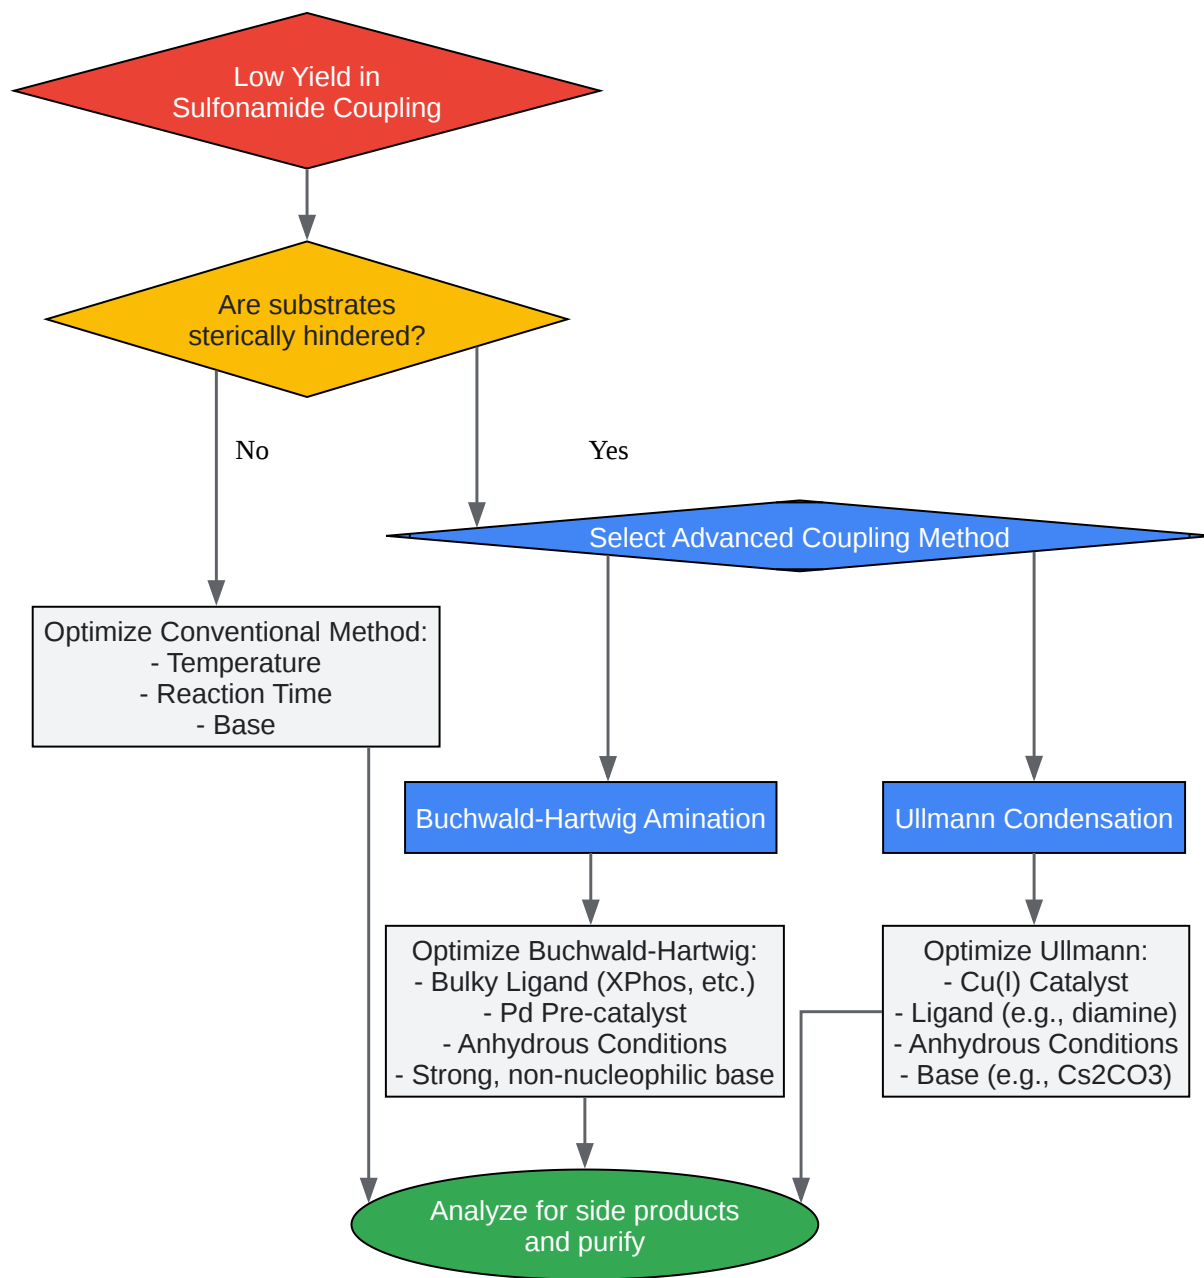 Low Yield in
Sulfonamide Coupling
Are substrates
sterically hindered?
No
Yes
Select Advanced Coupling Method
Optimize Conventional Method:
- Temperature
- Reaction Time
- Base
Buchwald-Hartwig Amination
Ullmann Condensation
Optimize Buchwald-Hartwig:
- Bulky Ligand (XPhos, etc.)
- Pd Pre-catalyst
- Anhydrous Conditions
- Strong, non-nucleophilic base
Optimize Ullmann:
- Cu(I) Catalyst
- Ligand (e.g., diamine)
- Anhydrous Conditions
- Base (e.g., Cs2CO3)
Analyze for side products
and purify